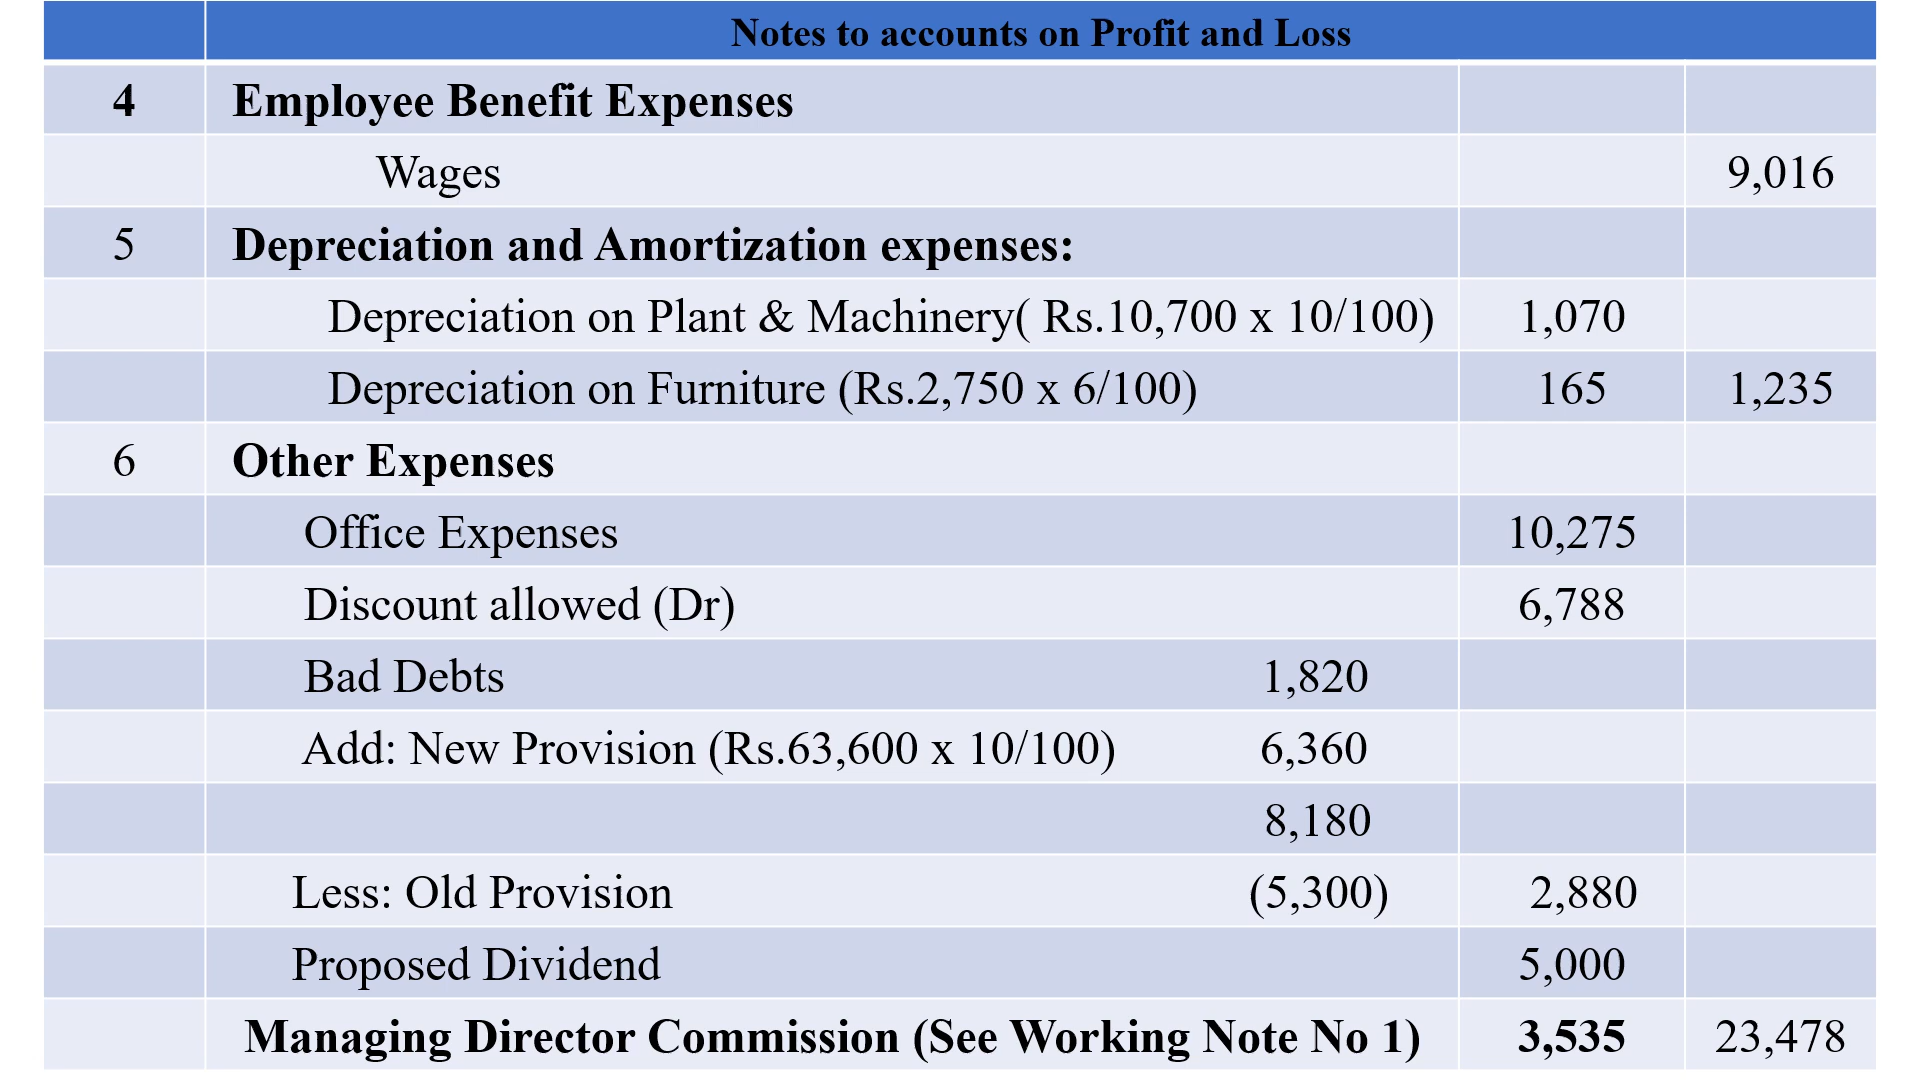 Notes to accounts on Profit and Loss
4 Employee Benefit Expenses
Wages 9,016
5 Depreciation and Amortization expenses:
Depreciation on Plant & Machinery( Rs.10,700 x 10/100) 1,070
Depreciation on Furniture (Rs.2,750 x 6/100) 165 1,235
6 Other Expenses
Office Expenses 10,275
Discount allowed (Dr) 6,788
Bad Debts 1,820
Add: New Provision (Rs.63,600 x 10/100) 6,360
8,180
Less: Old Provision (5,300) 2,880
Proposed Dividend 5,000
Managing Director Commission (See Working Note No 1) 3,535 23,478